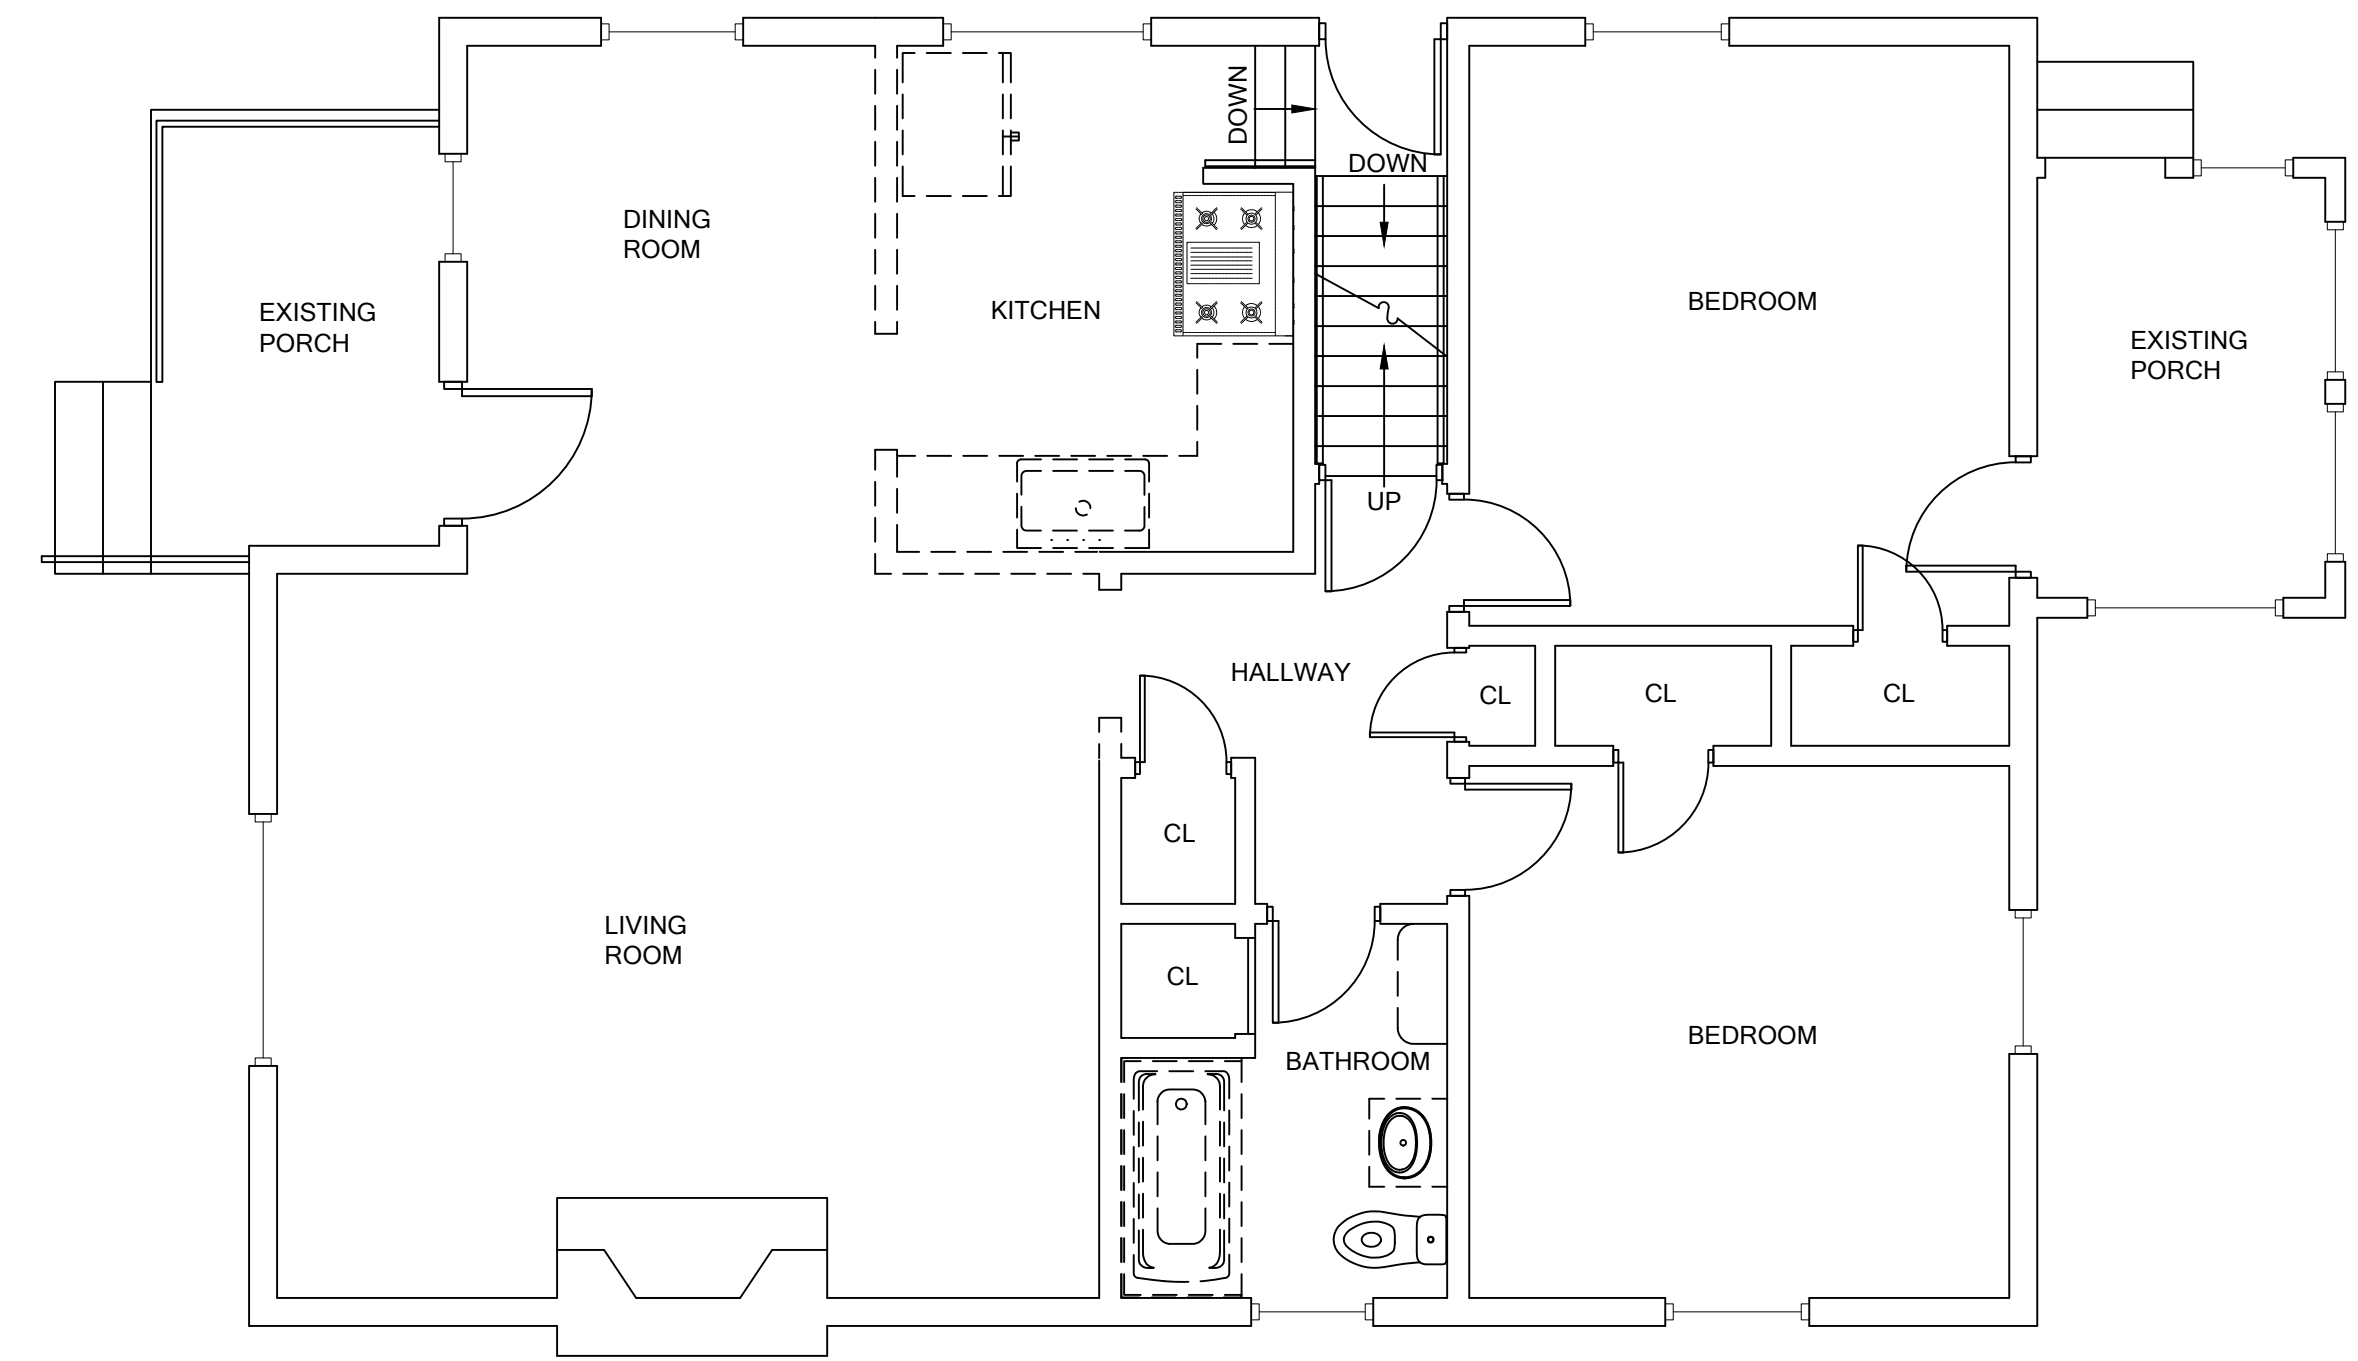 DOWN
DOWN
DINING
ROOM
EXISTING
PORCH
KITCHEN
BEDROOM
EXISTING
PORCH
UP
HALLWAY
CL
CL
CL
CL
LIVING
ROOM
CL
BATHROOM
BEDROOM